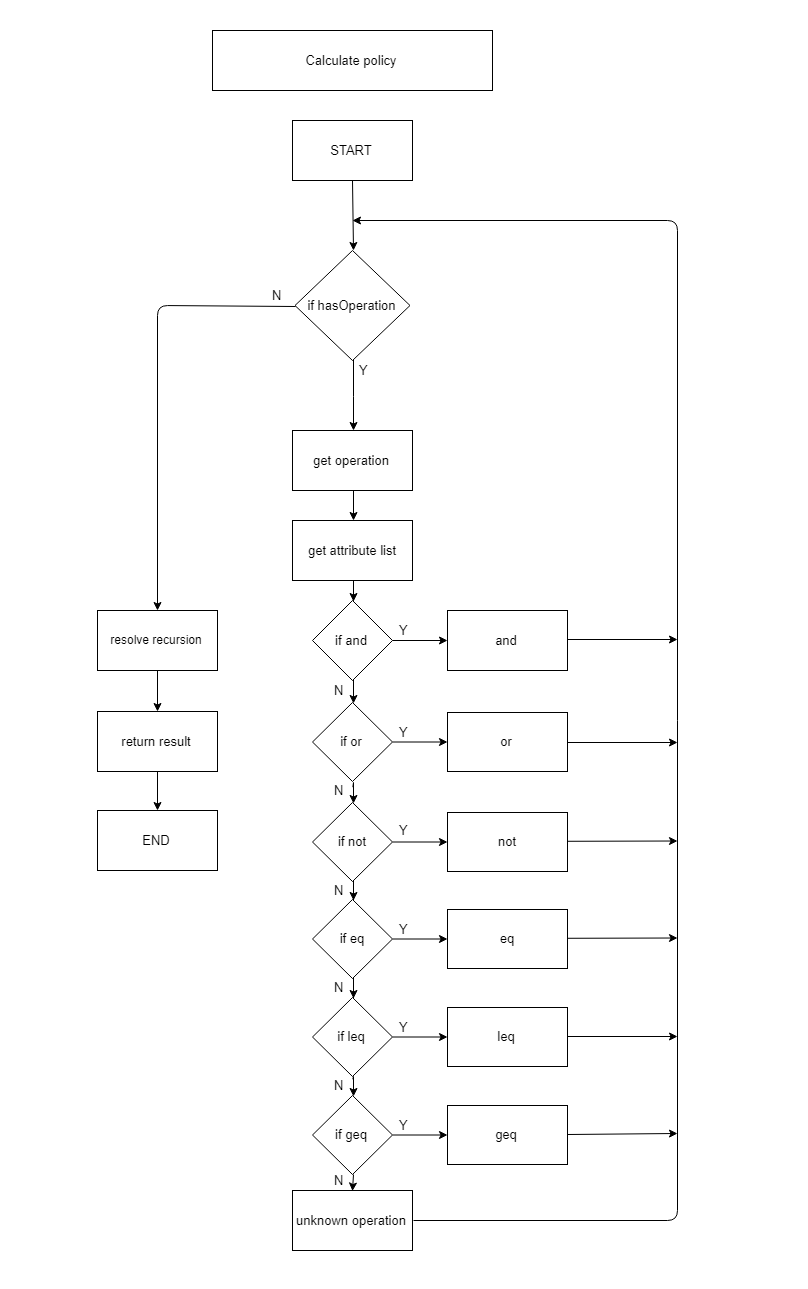 Calculate policy
START
N
if hasOperation
Y
get operation
get attribute list
if and
Y
and
N
resolve recursion
if or
Y
or
N
return result
if not
Y
not
N
END
if eq
Y
eq
N
if leq
Y
leq
N
if geq
Y
geq
N
unknown operation